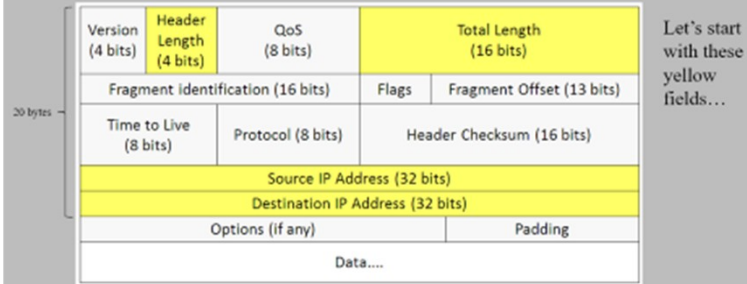 Version
(4 bits)
Header
Length
(4 bits)
QoS
(8 bits)
Total Length
(16 bits)
Let's start
with these
yellow
fields...
Fragment identification (16 bits)
Flags
Fragment Offset (13 bits)
20 bytes
Time to Live
(8 bits)
Protocol (8 bits)
Header Checksum (16 bits)
Source IP Address (32 bits)
Destination IP Address (32 bits)
Options (if any)
Padding
Data....